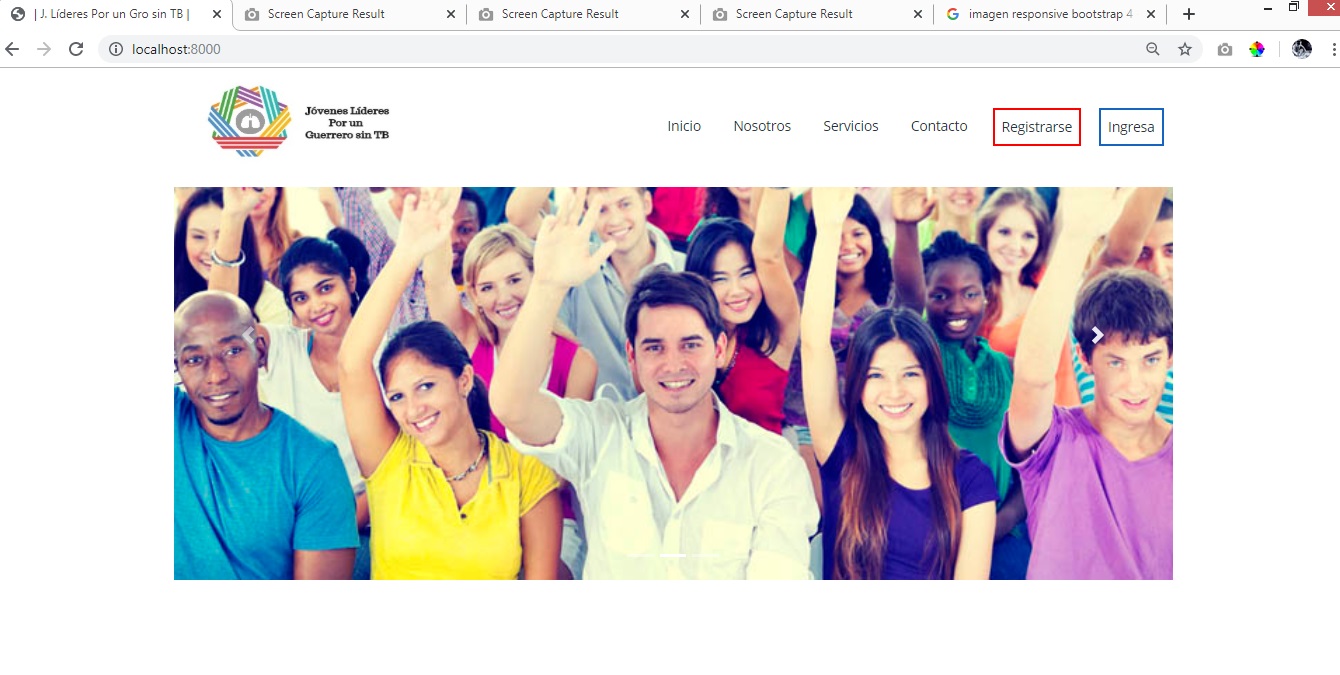 | J. Líderes Por un Gro sin TB |
Screen Capture Result
Screen Capture Result
Screen Capture Result
imagen responsive bootstrap 4
localhost:8000
Jóvenes Líderes
Por un
Guerrero sin TB
Inicio
Nosotros
Servicios
Contacto
Registrarse
Ingresa